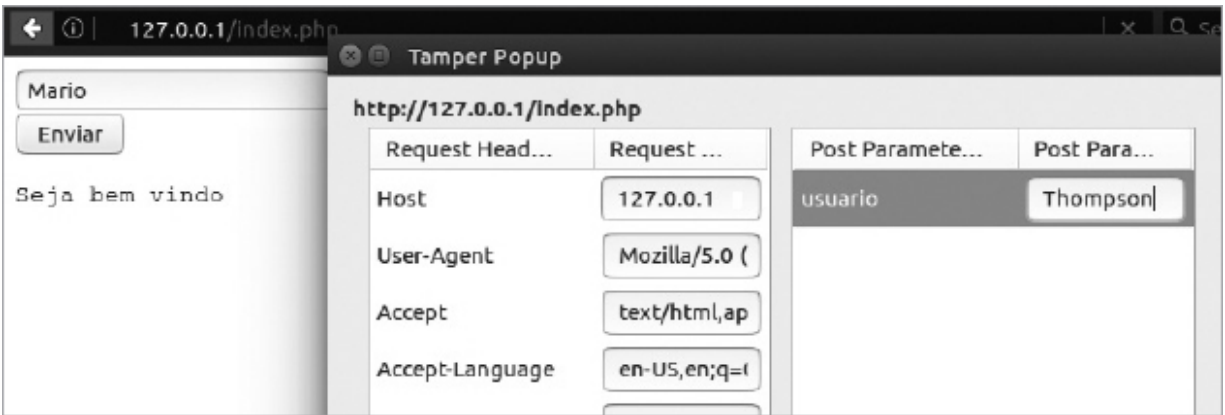 127.0.0.1/index.php
Se
Mario
Enviar
Seja bem vindo
Tamper Popup
http://127.0.0.1/index.php
Request Head... Request ... Post Paramete... Post Para...
Host 127.0.0.1 usuario Thompson
User-Agent Mozilla/5.0 (
Accept text/html,ap
Accept-Language en-US,en;q=